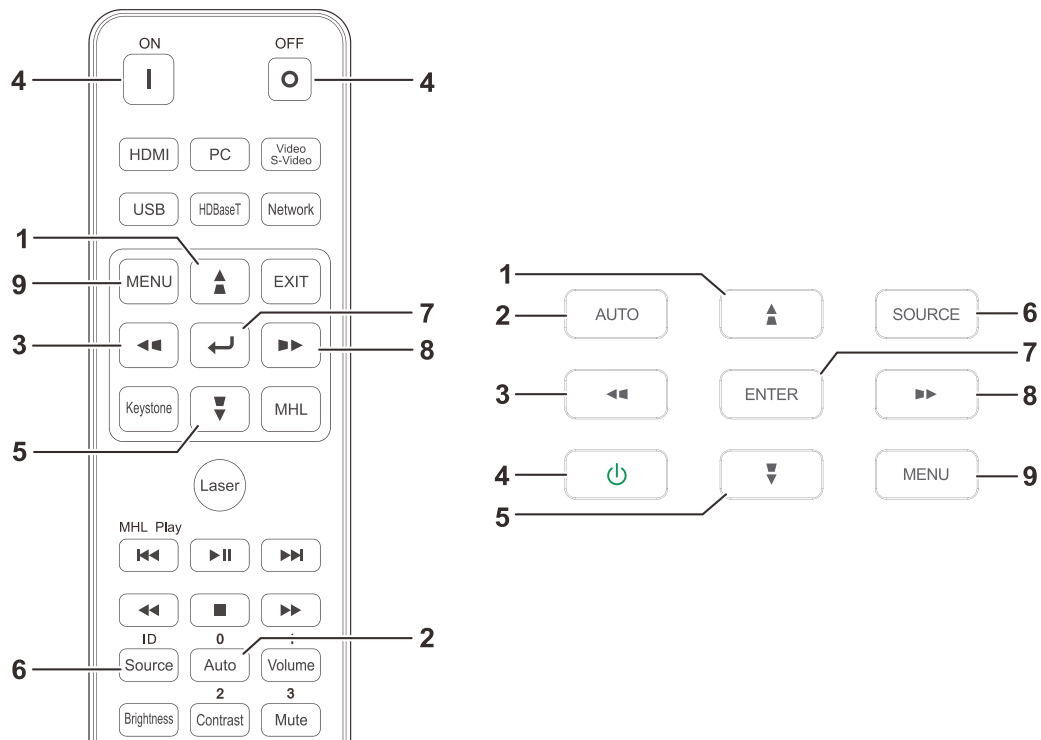 ON OFF
4 4
HDMI PC Video
S-Video
USB HDBaseT Network
1
9 MENU EXIT
7
3 8
Keystone MHL
5
Laser
MHL Play
ID 0
2
6 Source Auto Volume
2 3
Brightness Contrast Mute
1
2 AUTO SOURCE 6
7
3 ENTER 8
4 MENU 9
5